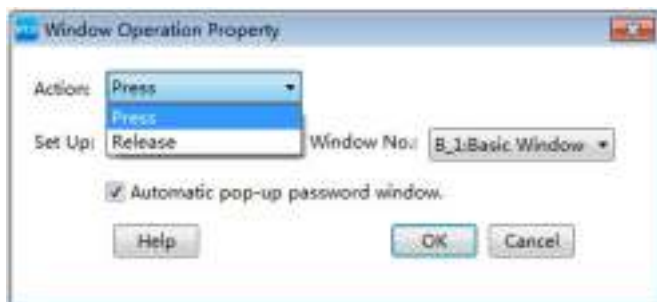 Window Operation Property
Action: Press
Press
Set Up: Release Window No.: B_1:Basic Window
Automatic pop-up password window.
Help OK Cancel